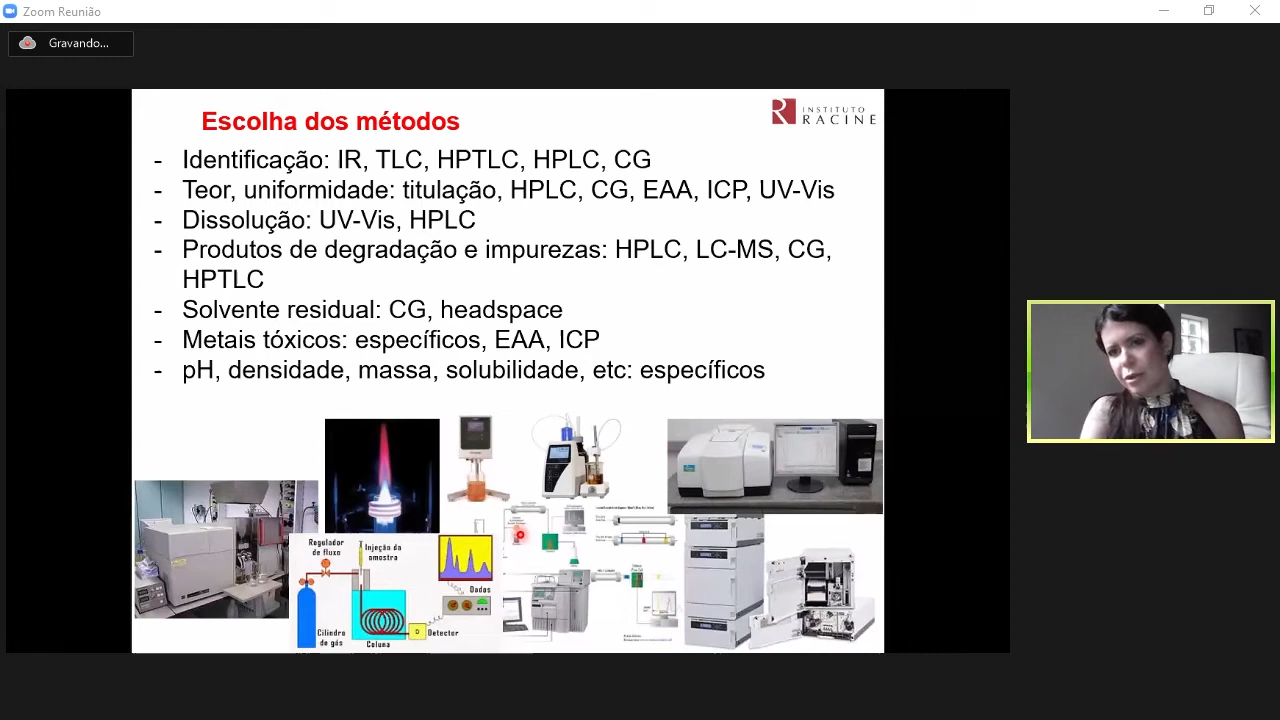 Zoom Reunião
Gravando...
INSTITUTO
RACINE
Escolha dos métodos
- Identificação: IR, TLC, HPTLC, HPLC, CG
- Teor, uniformidade: titulação, HPLC, CG, EAA, ICP, UV-Vis
- Dissolução: UV-Vis, HPLC
- Produtos de degradação e impurezas: HPLC, LC-MS, CG,
HPTLC
- Solvente residual: CG, headspace
- Metais tóxicos: específicos, EAA, ICP
- pH, densidade, massa, solubilidade, etc: específicos
Regulador
de fluxo
Injeção da
amostra
Dados
Cilindro
de gás
Coluna
D
Detector